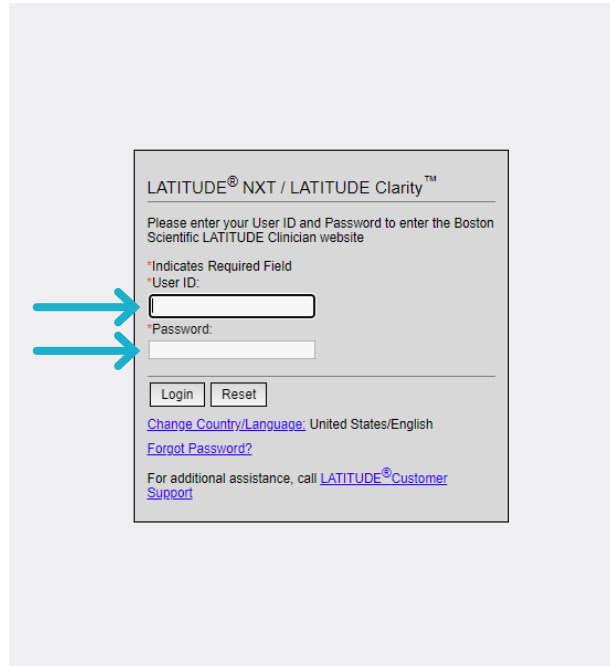 LATITUDE® NXT / LATITUDE Clarity™
Please enter your User ID and Password to enter the Boston
Scientific LATITUDE Clinician website
*Indicates Required Field
*User ID:
*Password:
Login Reset
Change Country/Language: United States/English
Forgot Password?
For additional assistance, call LATITUDE®Customer
Support